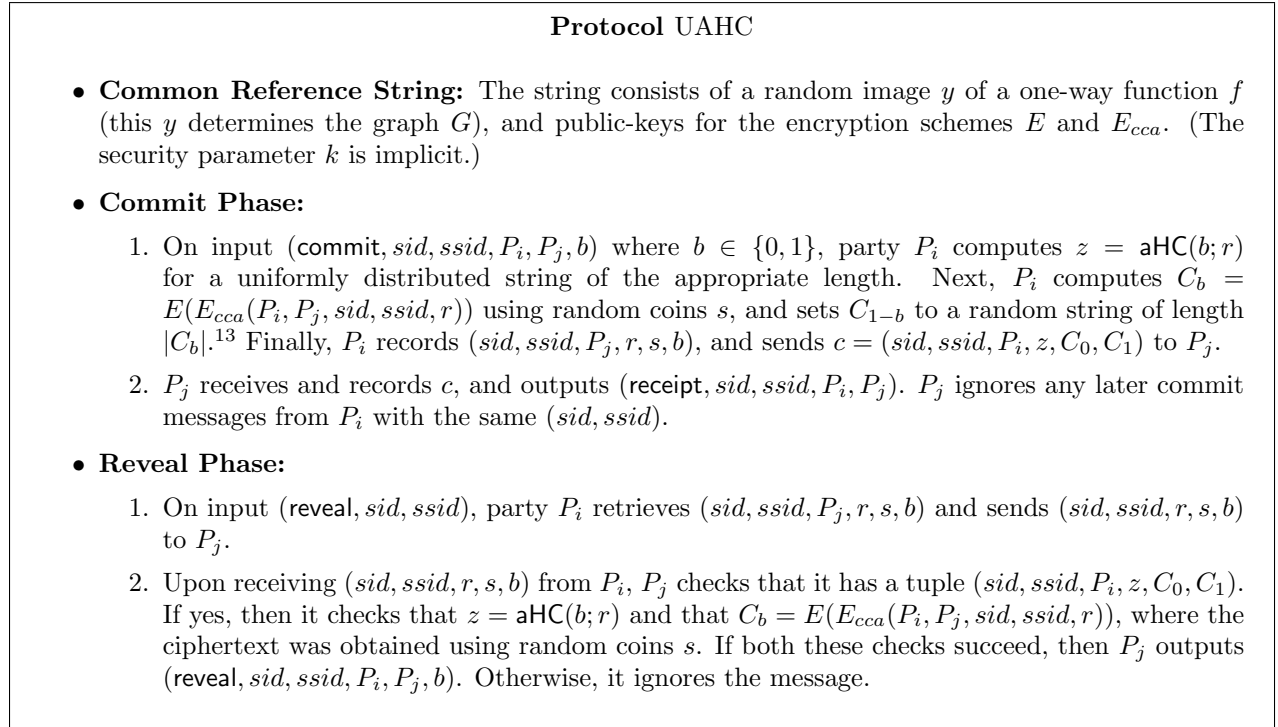 Protocol UAHC
• Common Reference String: The string consists of a random image y of a one-way function f
(this y determines the graph G), and public-keys for the encryption schemes E and E_cca. (The
security parameter k is implicit.)
• Commit Phase:
1. On input (commit, sid, ssid, P_i, P_j, b) where b ∈ {0, 1}, party P_i computes z = aHC(b; r)
for a uniformly distributed string of the appropriate length. Next, P_i computes C_b =
E(E_cca(P_i, P_j, sid, ssid, r)) using random coins s, and sets C_{1−b} to a random string of length
|C_b|.^13 Finally, P_i records (sid, ssid, P_j, r, s, b), and sends c = (sid, ssid, P_i, z, C_0, C_1) to P_j.
2. P_j receives and records c, and outputs (receipt, sid, ssid, P_i, P_j). P_j ignores any later commit
messages from P_i with the same (sid, ssid).
• Reveal Phase:
1. On input (reveal, sid, ssid), party P_i retrieves (sid, ssid, P_j, r, s, b) and sends (sid, ssid, r, s, b)
to P_j.
2. Upon receiving (sid, ssid, r, s, b) from P_i, P_j checks that it has a tuple (sid, ssid, P_i, z, C_0, C_1).
If yes, then it checks that z = aHC(b; r) and that C_b = E(E_cca(P_i, P_j, sid, ssid, r)), where the
ciphertext was obtained using random coins s. If both these checks succeed, then P_j outputs
(reveal, sid, ssid, P_i, P_j, b). Otherwise, it ignores the message.